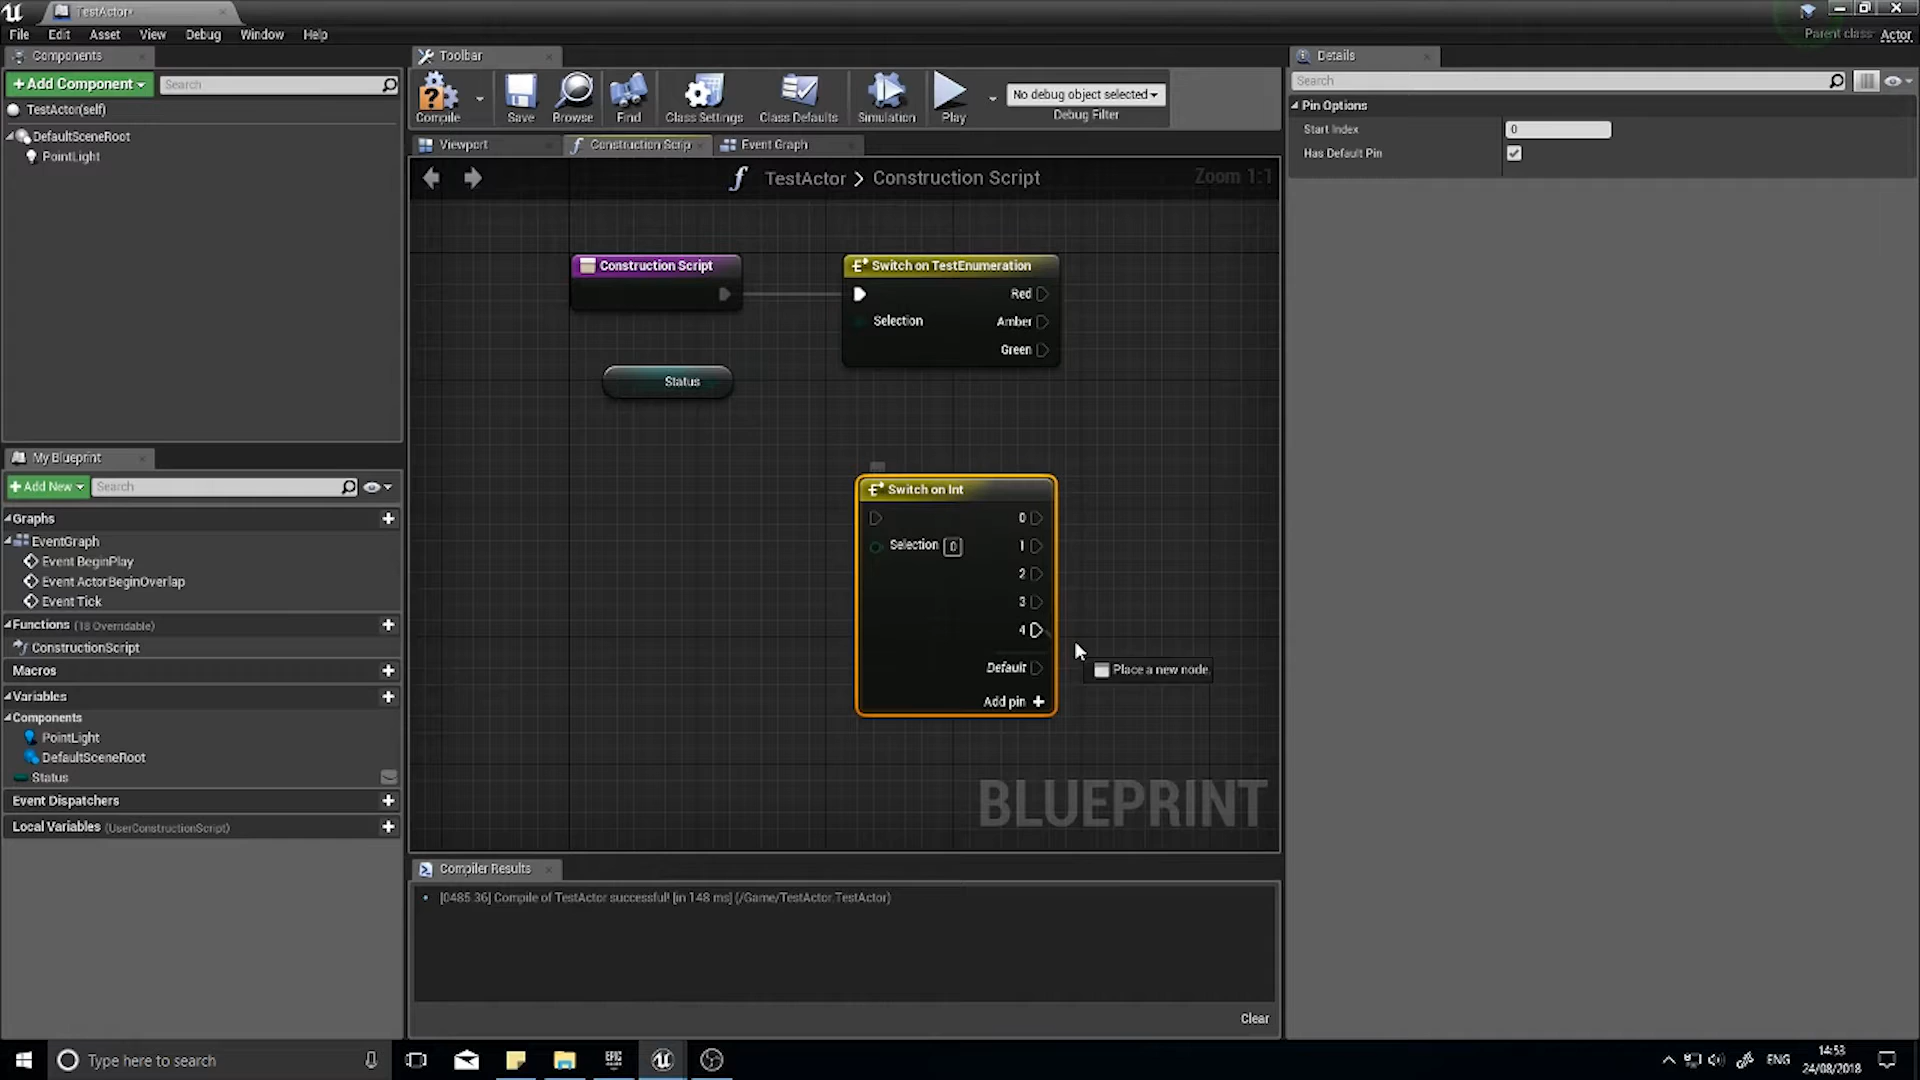 TestActor*
File Edit Asset View Debug Window Help
Parent class: Actor
Components
+ Add Component
Search
TestActor(self)
DefaultSceneRoot
PointLight
My Blueprint
+ Add New
Search
Graphs
EventGraph
Event BeginPlay
Event ActorBeginOverlap
Event Tick
Functions (18 Overridable)
ConstructionScript
Macros
Variables
Components
PointLight
DefaultSceneRoot
Status
Event Dispatchers
Local Variables (UserConstructionScript)
Toolbar
Compile Save Browse Find Class Settings Class Defaults Simulation Play
No debug object selected
Debug Filter
Viewport Construction Scrip Event Graph
TestActor > Construction Script
Zoom 1:1
Construction Script
Switch on TestEnumeration
Red
Selection
Amber
Green
Status
Switch on Int
0
Selection 0
1
2
3
4
Default
Add pin +
Place a new node.
BLUEPRINT
Compiler Results
[0485.36] Compile of TestActor successful! [in 148 ms] (/Game/TestActor.TestActor)
Clear
Details
Search
Pin Options
Start Index 0
Has Default Pin
Type here to search
EPIC
ENG
14:53
24/08/2018